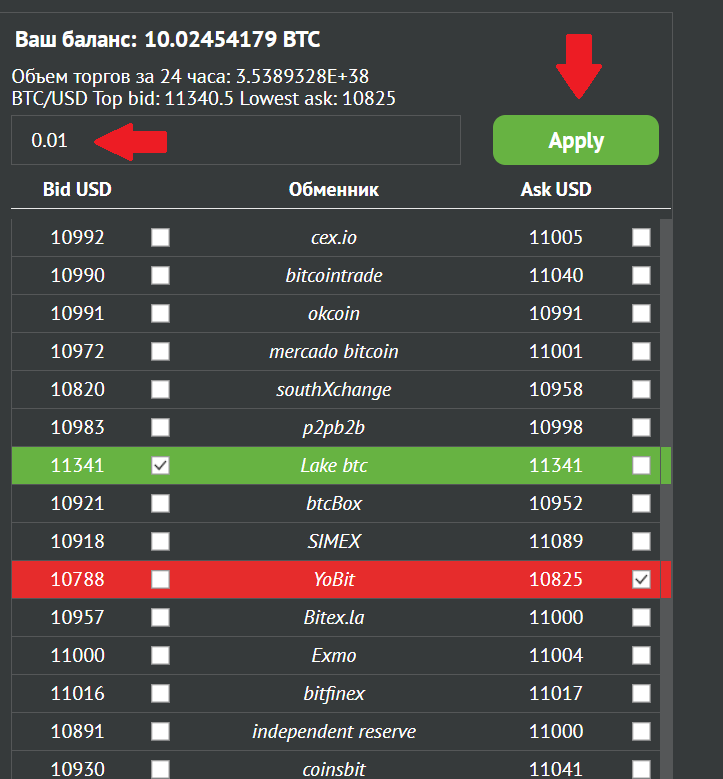 Ваш баланс: 10.02454179 BTC
Объем торгов за 24 часа: 3.5389328E+38
BTC/USD Top bid: 11340.5 Lowest ask: 10825
0.01 Apply
Bid USD Обменник Ask USD
10992 cex.io 11005
10990 bitcointrade 11040
10991 okcoin 10991
10972 mercado bitcoin 11001
10820 southXchange 10958
10983 p2pb2b 10998
11341 Lake btc 11341
10921 btcBox 10952
10918 SIMEX 11089
10788 YoBit 10825
10957 Bitex.la 11000
11000 Exmo 11004
11016 bitfinex 11017
10891 independent reserve 11000
10930 coinsbit 11041